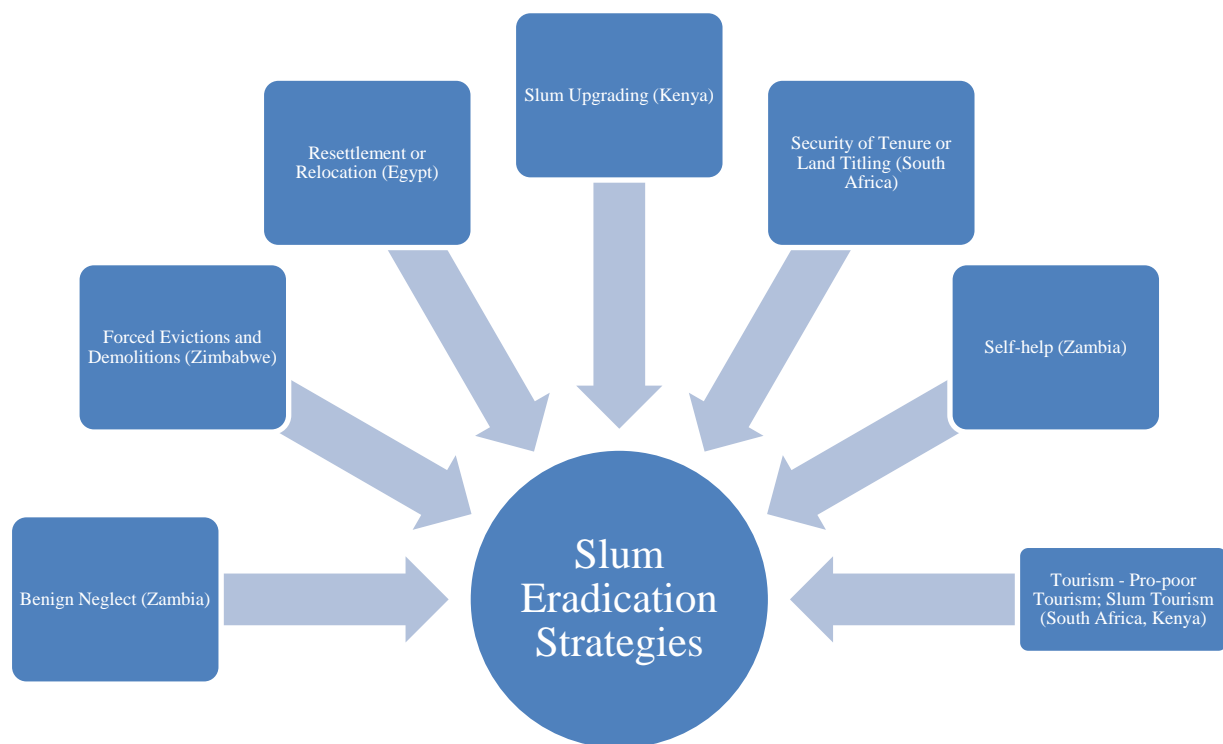 Slum Upgrading (Kenya)
Resettlement or
Relocation (Egypt)
Security of Tenure or
Land Titling (South
Africa)
Forced Evictions and
Demolitions (Zimbabwe)
Self-help (Zambia)
Benign Neglect (Zambia)
Slum
Eradication
Strategies
Tourism - Pro-poor
Tourism; Slum Tourism
(South Africa, Kenya)